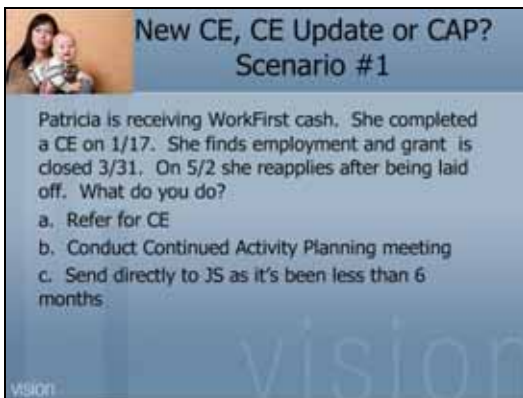 New CE, CE Update or CAP?
Scenario #1
Patricia is receiving WorkFirst cash. She completed
a CE on 1/17. She finds employment and grant is
closed 3/31. On 5/2 she reapplies after being laid
off. What do you do?
a. Refer for CE
b. Conduct Continued Activity Planning meeting
c. Send directly to JS as it's been less than 6
months
vision
vision